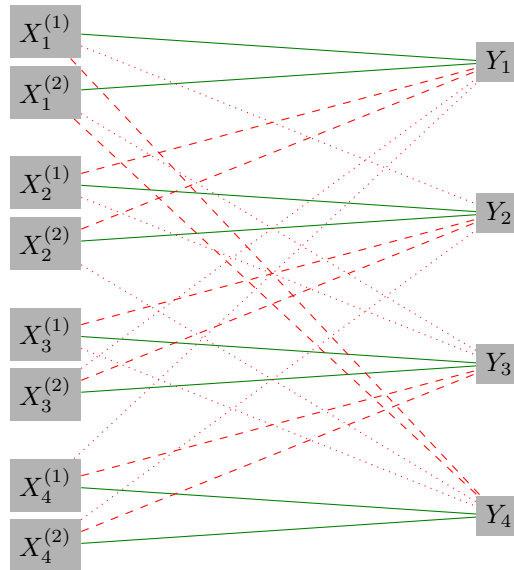 X_1^{(1)}
Y_1
X_1^{(2)}
X_2^{(1)}
Y_2
X_2^{(2)}
X_3^{(1)}
Y_3
X_3^{(2)}
X_4^{(1)}
Y_4
X_4^{(2)}